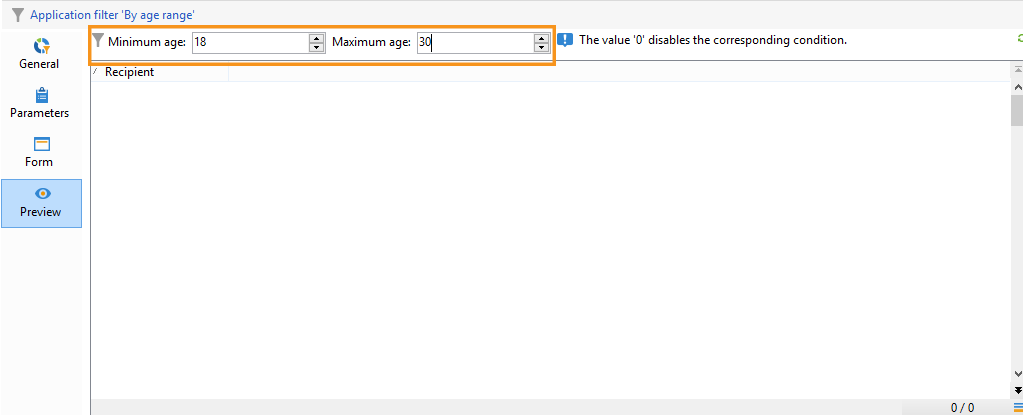 Application filter 'By age range'
Minimum age: 18 Maximum age: 30 The value '0' disables the corresponding condition.
General
Recipient
Parameters
Form
Preview
0 / 0